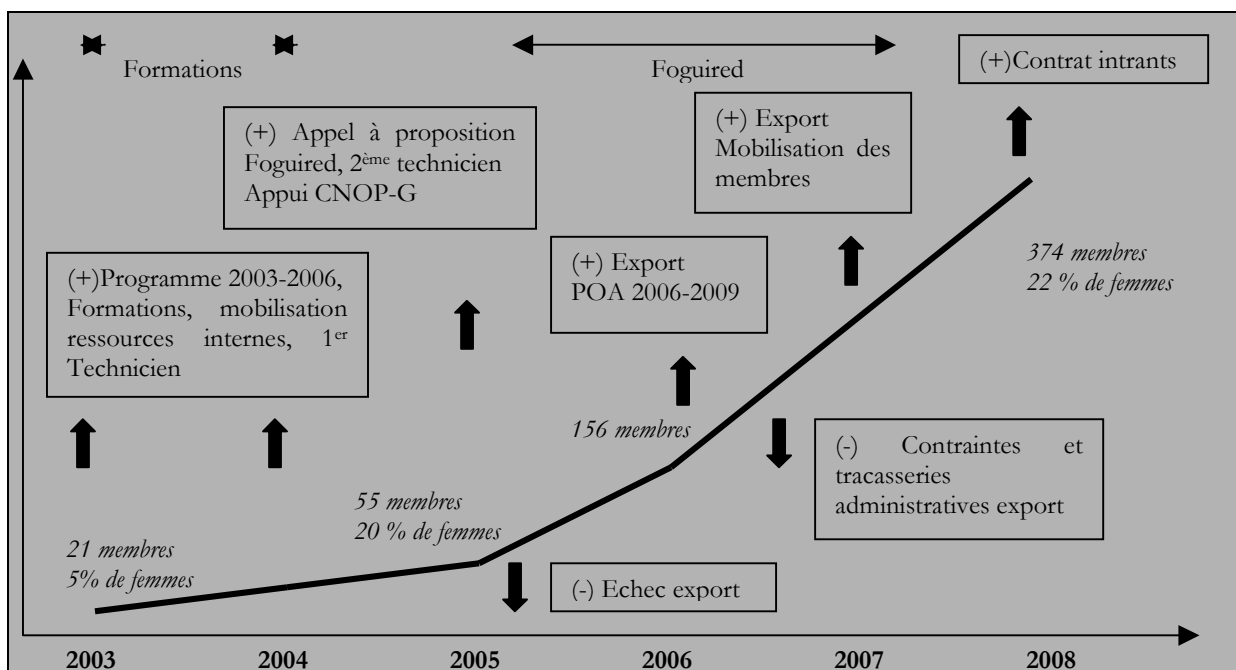 Formations
Foguired
(+)Contrat intrants
(+) Appel à proposition
Foguired, 2ème technicien
Appui CNOP-G
(+) Export
Mobilisation des
membres
(+)Programme 2003-2006,
Formations, mobilisation
ressources internes, 1er
Technicien
(+) Export
POA 2006-2009
374 membres
22 % de femmes
156 membres
(-) Contraintes et
tracasseries
administratives export
55 membres
20 % de femmes
21 membres
5% de femmes
(-) Echec export
2003 2004 2005 2006 2007 2008